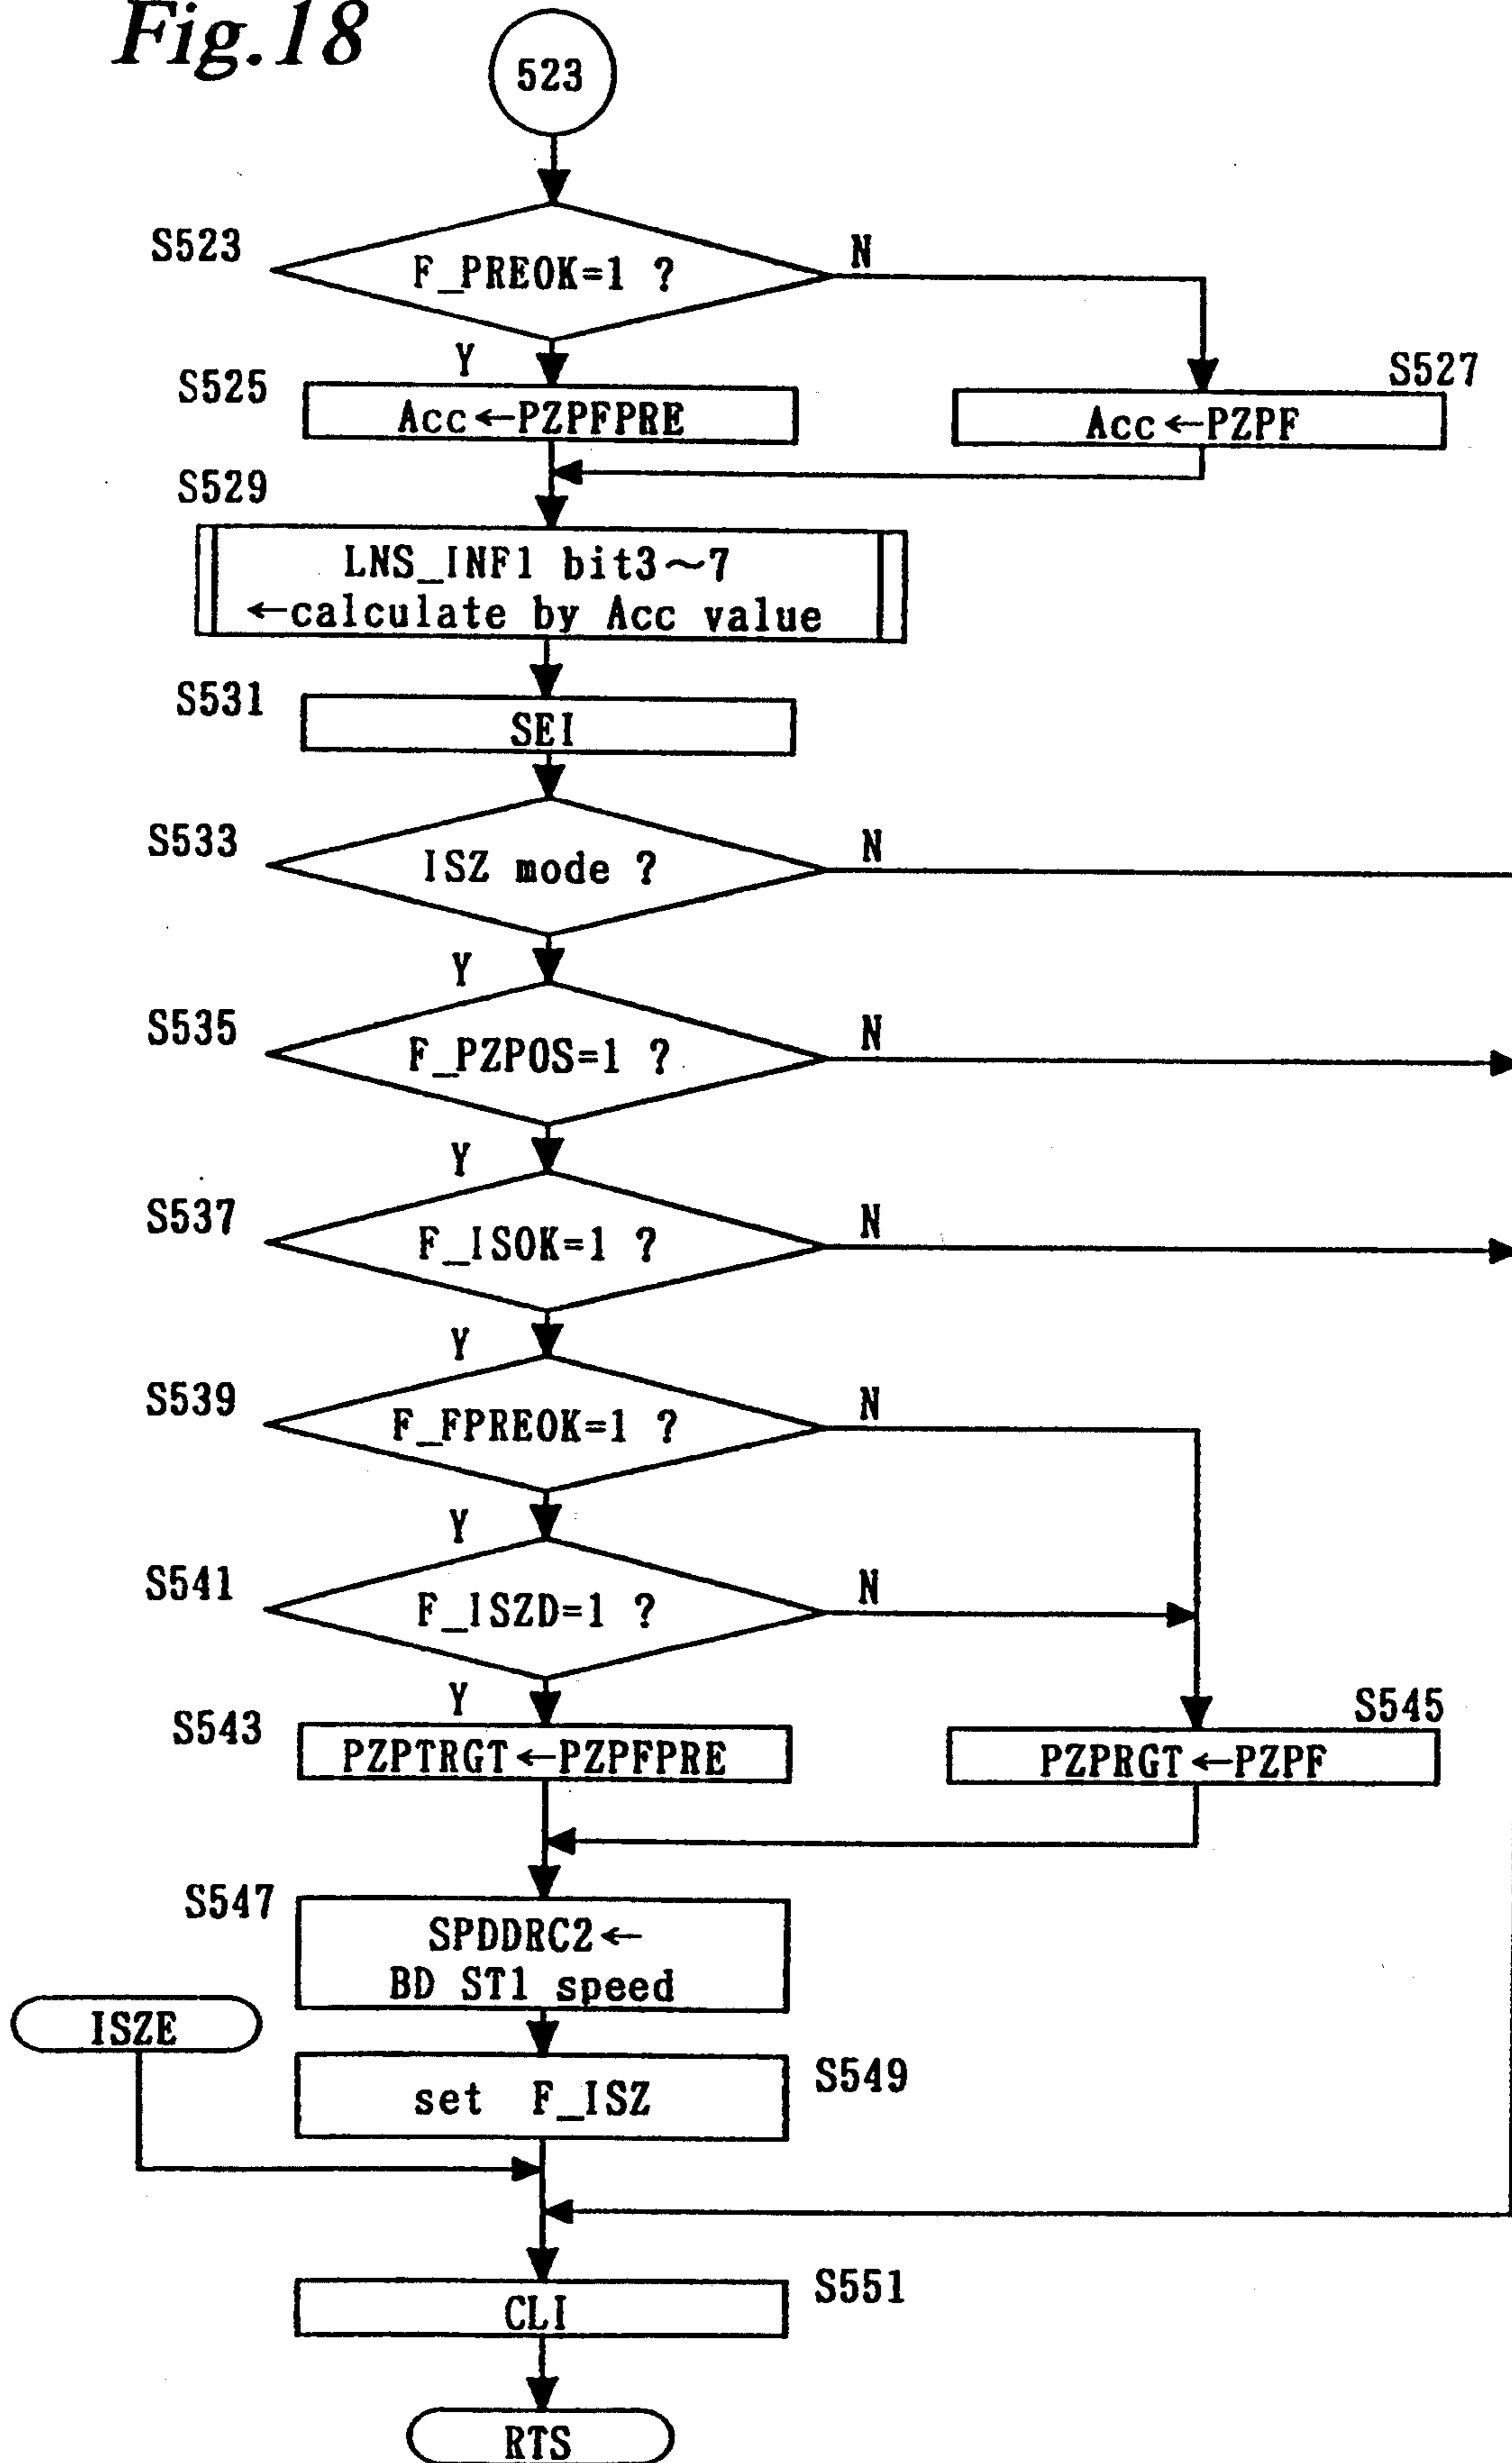 Fig.18
523
S523
F_PREOK=1 ?
N
Y
S525
Acc←PZPFPRE
S527
Acc←PZPF
S529
LNS_INF1 bit3~7
←calculate by Acc value
S531
SEI
S533
ISZ mode ?
N
Y
S535
F_PZPOS=1 ?
N
Y
S537
F_ISOK=1 ?
N
Y
S539
F_FPREOK=1 ?
N
Y
S541
F_ISZD=1 ?
N
Y
S543
PZPTRGT←PZPFPRE
S545
PZPRGT←PZPF
S547
SPDDRC2←
BD ST1 speed
ISZE
set F_ISZ
S549
S551
CLI
RTS